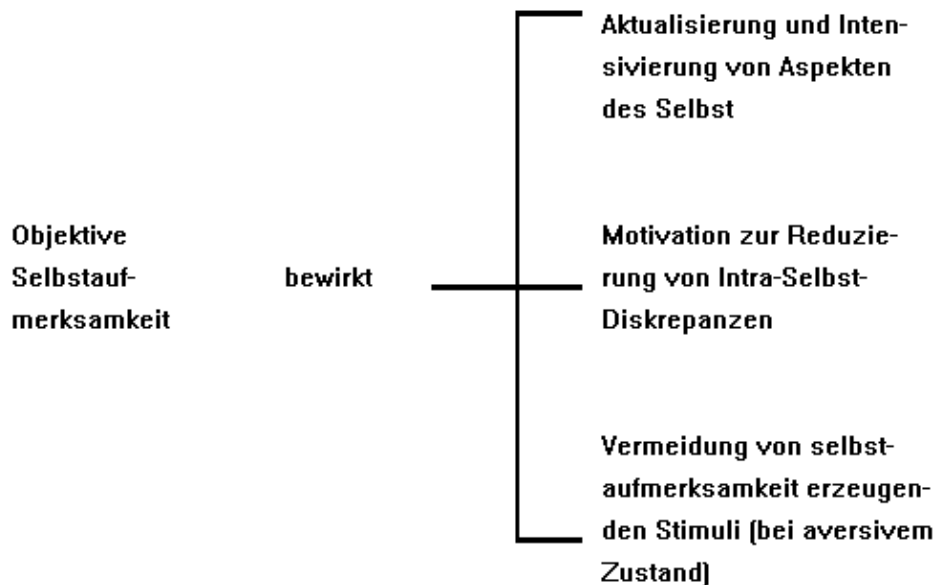 Aktualisierung und Inten-
sivierung von Aspekten
des Selbst
Objektive
Selbstauf-
merksamkeit
bewirkt
Motivation zur Reduzie-
rung von Intra-Selbst-
Diskrepanzen
Vermeidung von selbst-
aufmerksamkeit erzeugen-
den Stimuli (bei aversivem
Zustand)